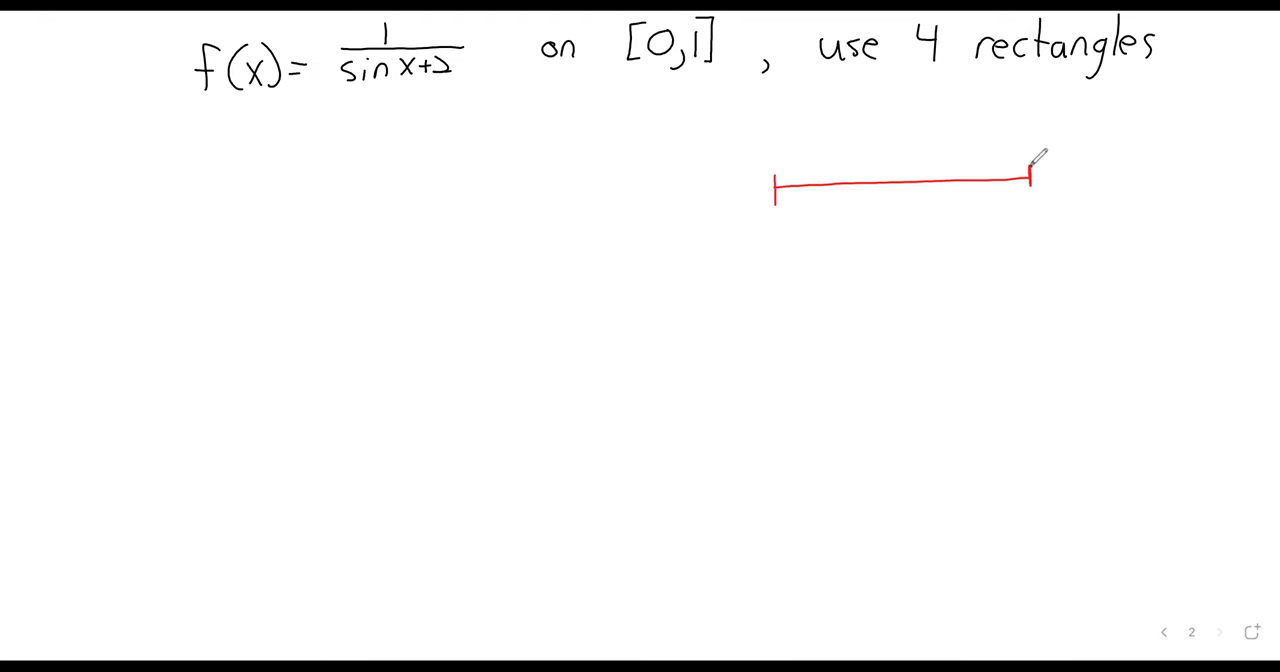 f(x)= 1/(sin x+2) on [0,1] , use 4 rectangles
2